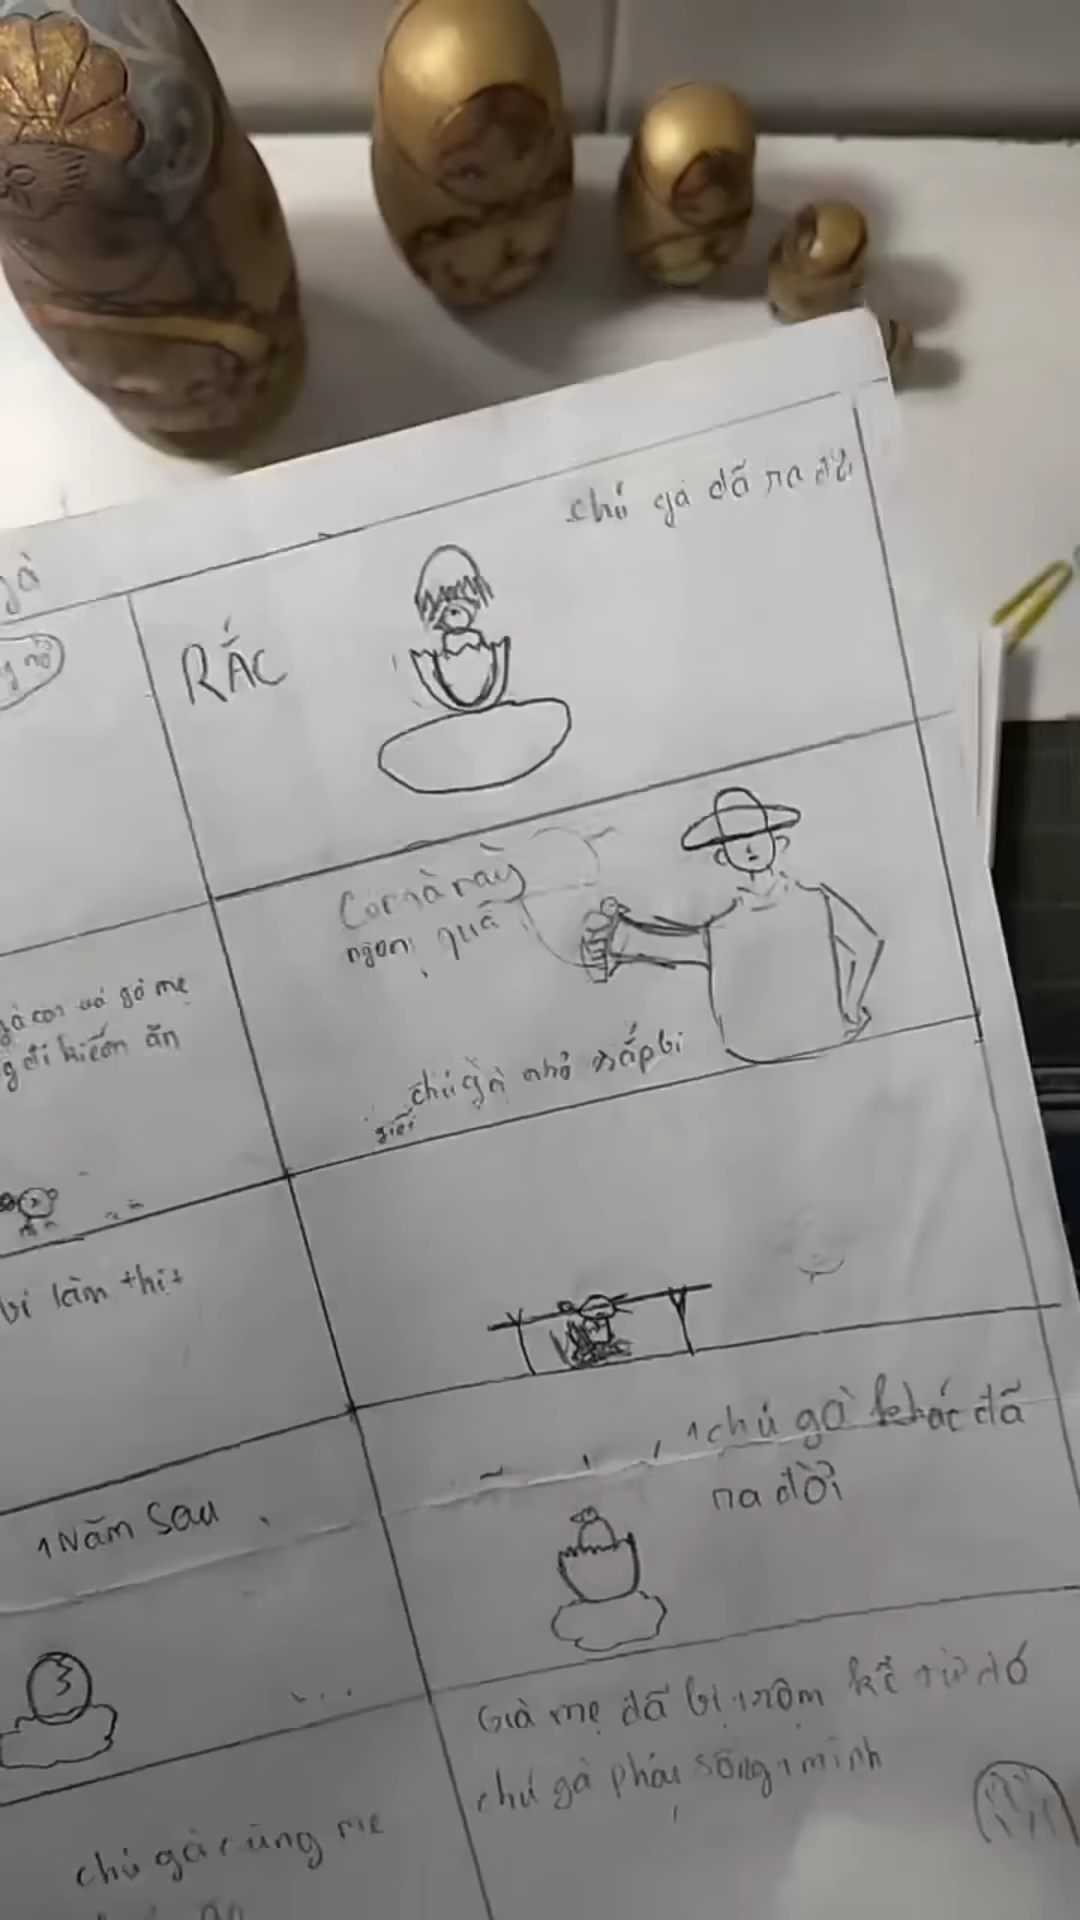 gà
chú gà đã ra đời
RẮC
Con gà này
ngon quá
gà con và gà mẹ
đi kiếm ăn
chú gà nhỏ sắp bị
giết
bị làm thịt
1 Năm sau
1 chú gà khác đã
ra đời
Già mẹ đã bị trộm kể từ đó
chú gà phải sống 1 mình
chú gà cùng mẹ